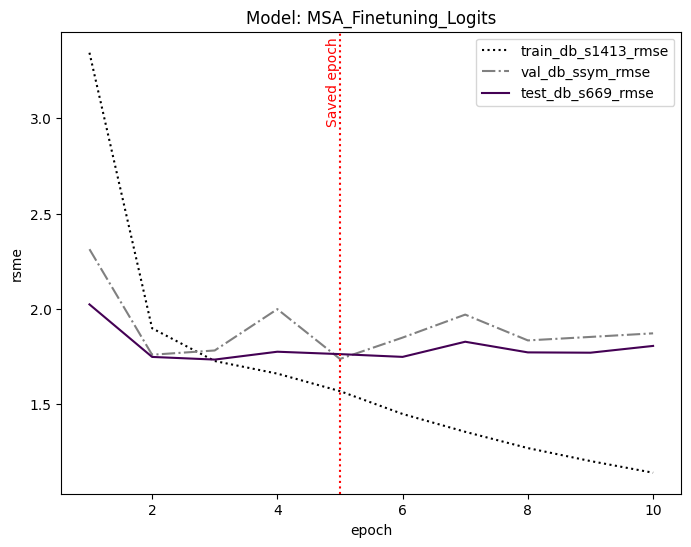 Model: MSA_Finetuning_Logits
train_db_s1413_rmse
val_db_ssym_rmse
test_db_s669_rmse
Saved epoch
rsme
3.0
2.5
2.0
1.5
2
4
6
8
10
epoch